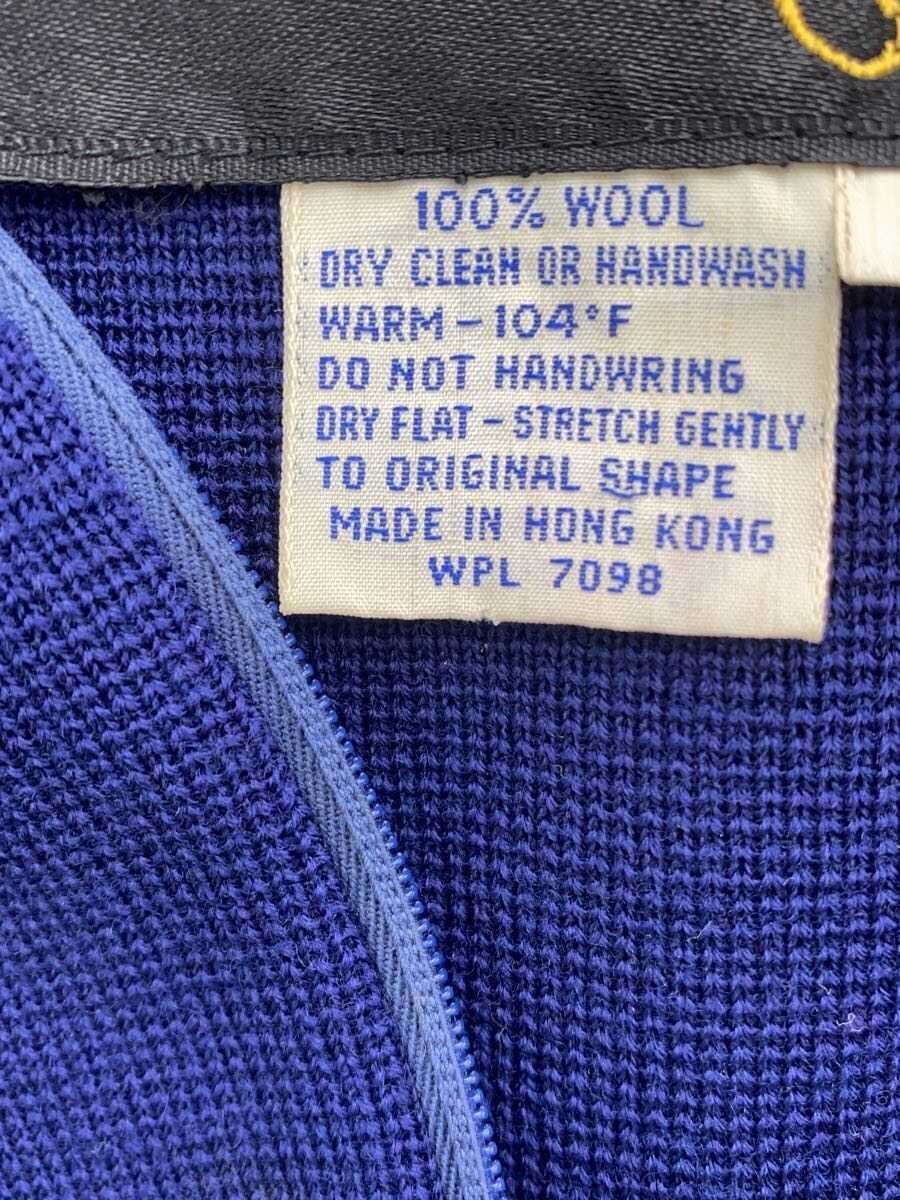 100% WOOL
DRY CLEAN OR HANDWASH
WARM – 104°F
DO NOT HANDWRING
DRY FLAT – STRETCH GENTLY
TO ORIGINAL SHAPE
MADE IN HONG KONG
WPL 7098